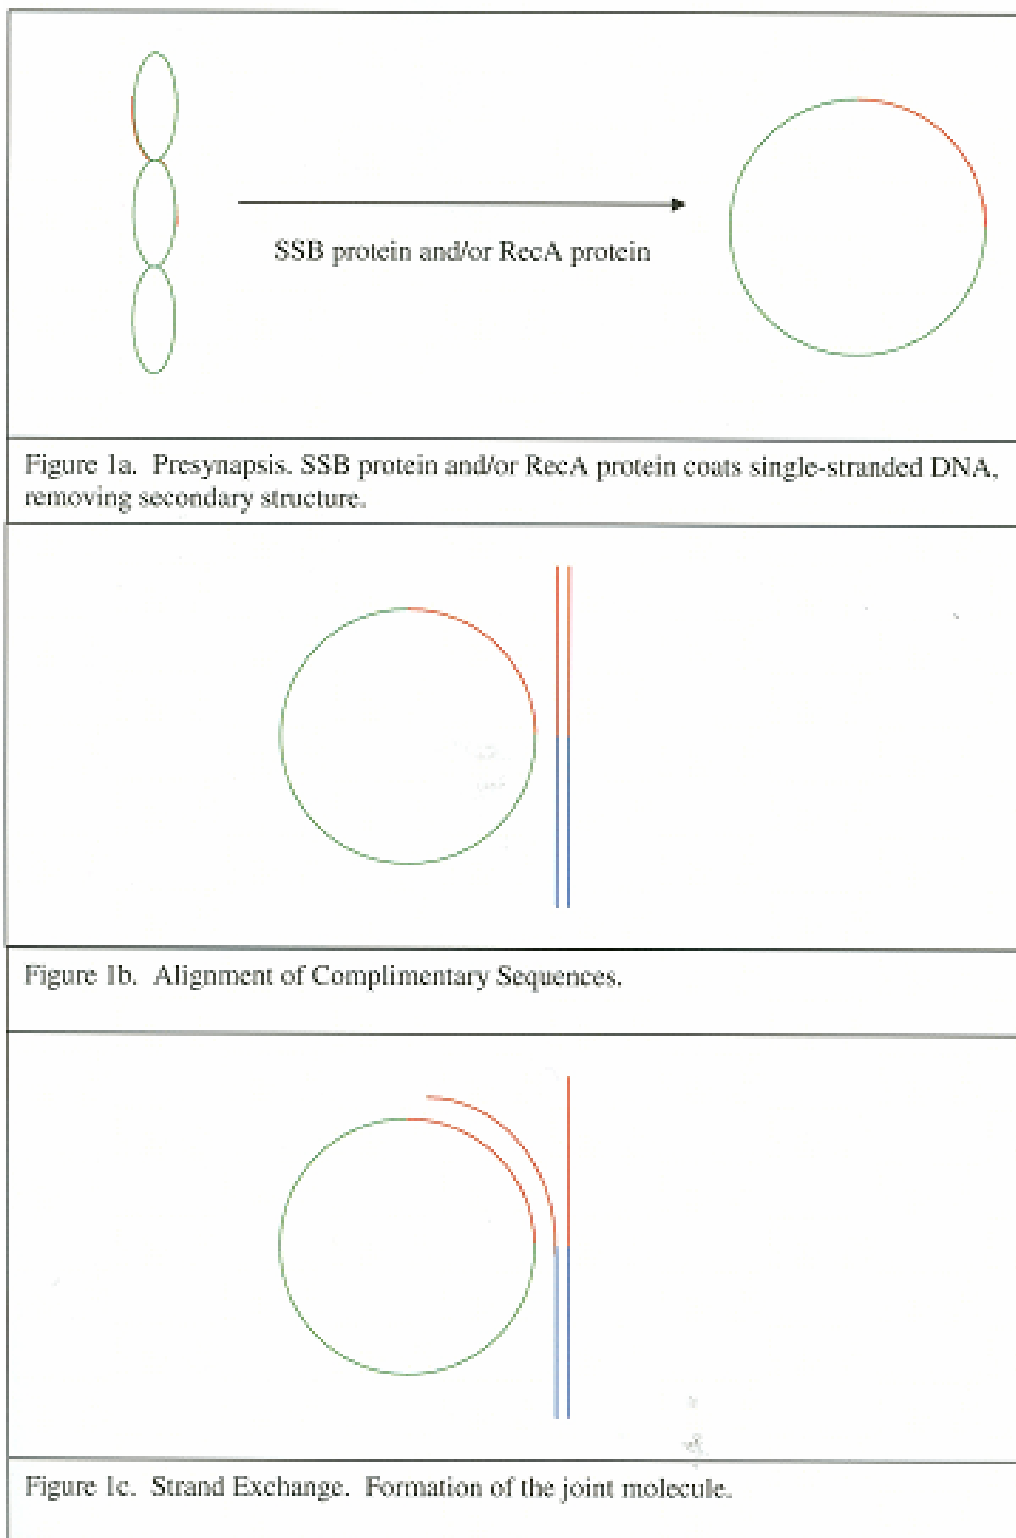 SSB protein and/or RecA protein
Figure 1a. Presynapsis. SSB protein and/or RecA protein coats single-stranded DNA,
removing secondary structure.
Figure 1b. Alignment of Complimentary Sequences.
Figure 1c. Strand Exchange. Formation of the joint molecule.